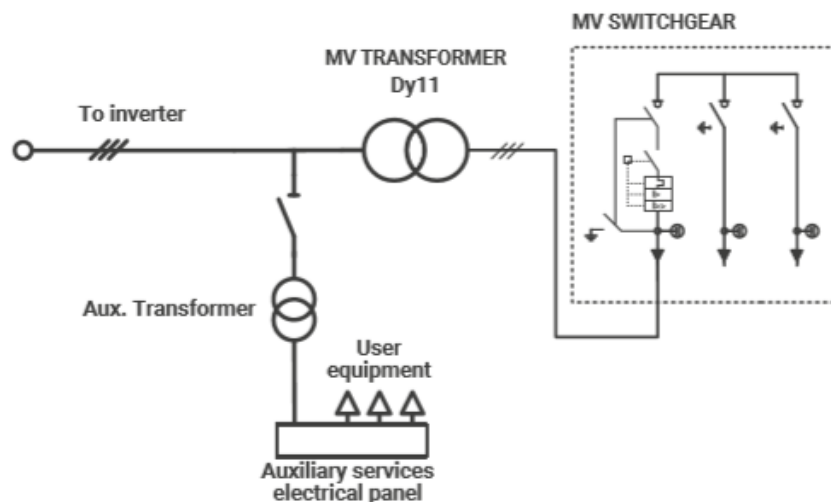 MV SWITCHGEAR
MV TRANSFORMER
Dy11
To inverter
Aux. Transformer
User
equipment
Auxiliary services
electrical panel